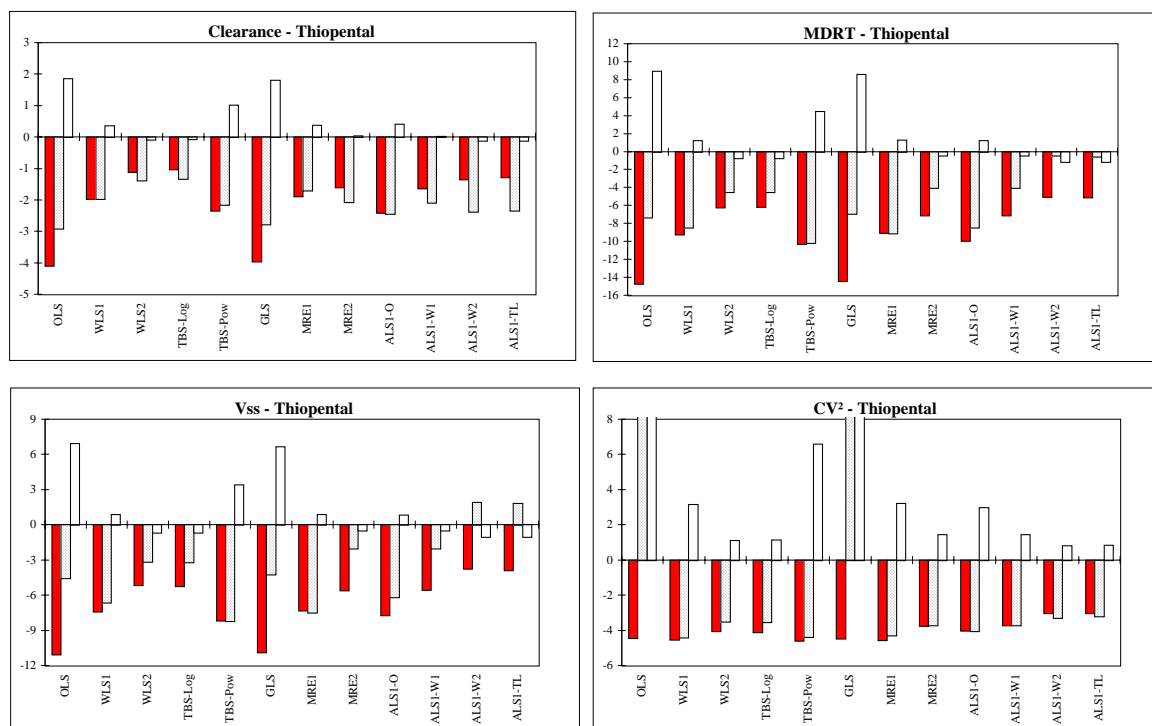 Clearance - Thiopental
3
2
1
0
-1
-2
-3
-4
-5
OLS
WLS1
WLS2
TBS-Log
TBS-Pow
GLS
MRE1
MRE2
ALS1-O
ALS1-W1
ALS1-W2
ALS1-TL
MDRT - Thiopental
12
10
8
6
4
2
0
-2
-4
-6
-8
-10
-12
-14
-16
OLS
WLS1
WLS2
TBS-Log
TBS-Pow
GLS
MRE1
MRE2
ALS1-O
ALS1-W1
ALS1-W2
ALS1-TL
Vss - Thiopental
9
6
3
0
-3
-6
-9
-12
OLS
WLS1
WLS2
TBS-Log
TBS-Pow
GLS
MRE1
MRE2
ALS1-O
ALS1-W1
ALS1-W2
ALS1-TL
CV² - Thiopental
8
6
4
2
0
-2
-4
-6
OLS
WLS1
WLS2
TBS-Log
TBS-Pow
GLS
MRE1
MRE2
ALS1-O
ALS1-W1
ALS1-W2
ALS1-TL